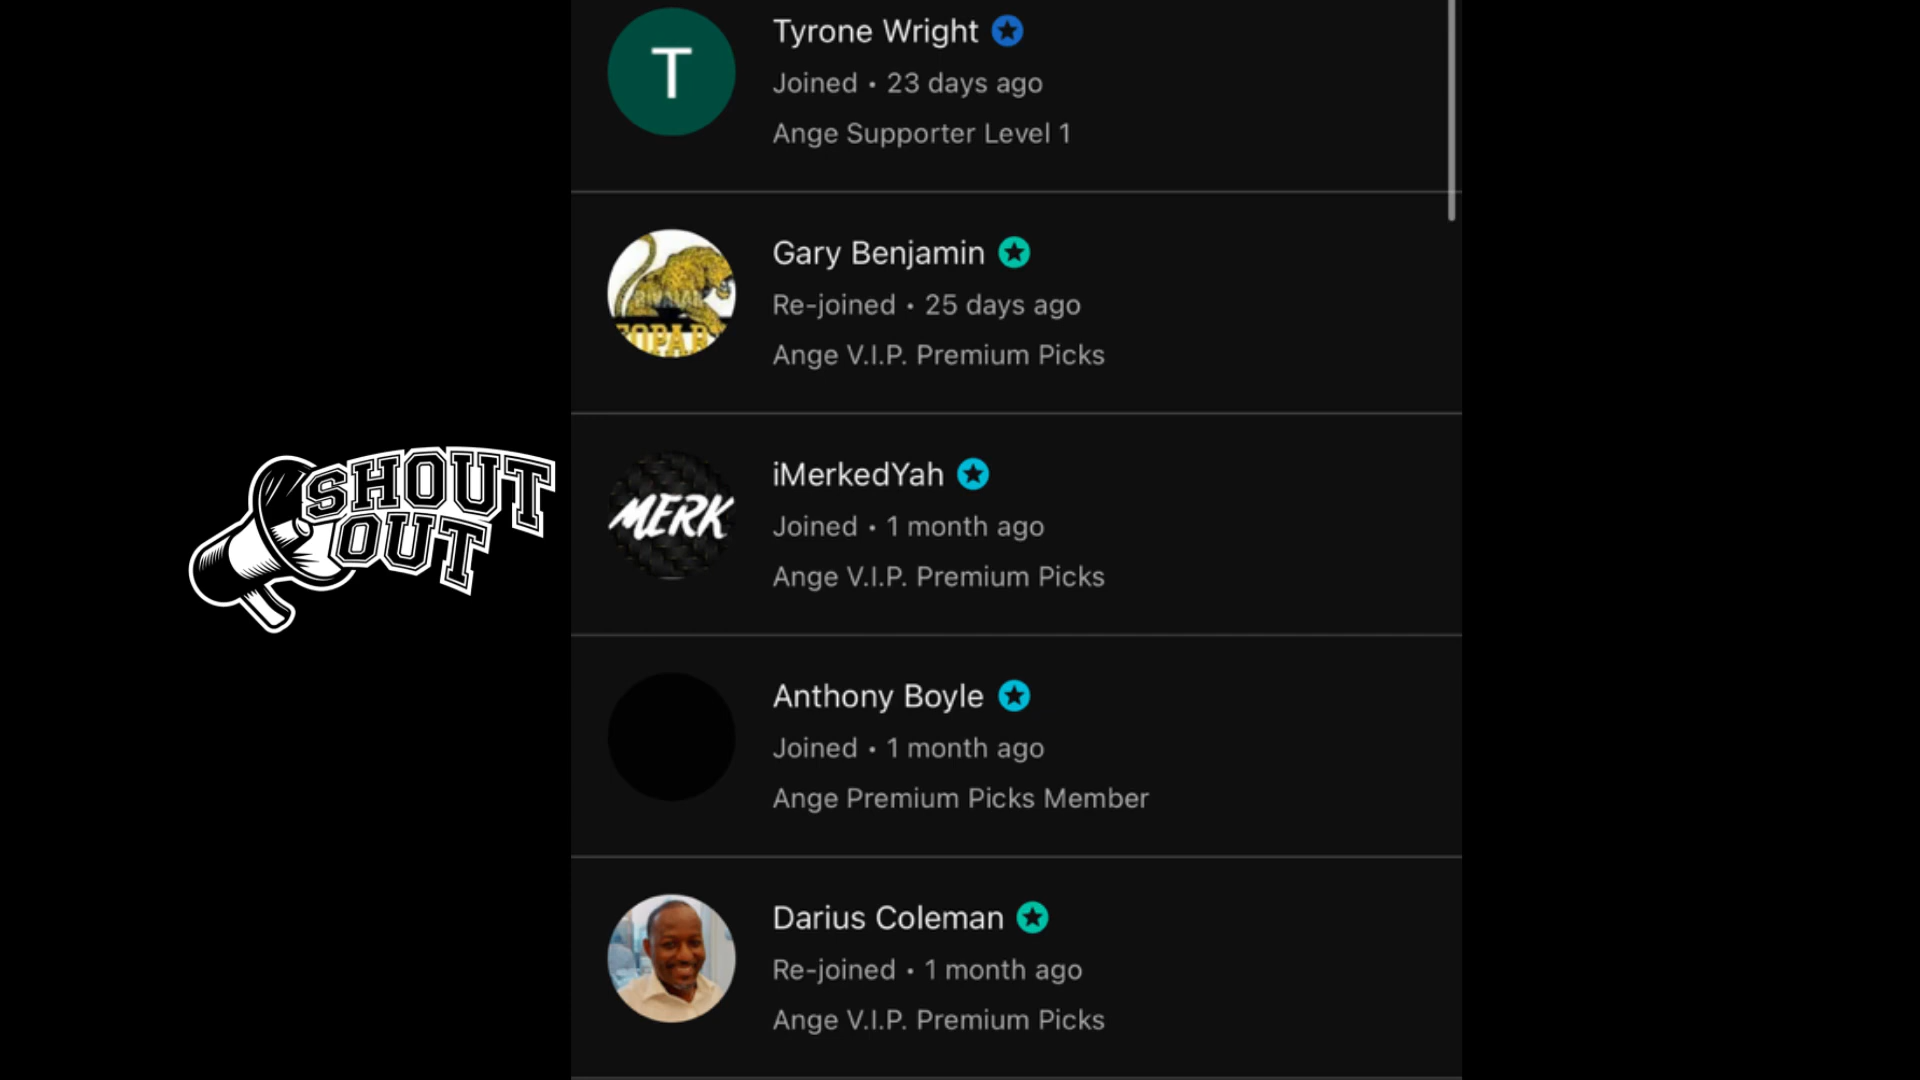 SHOUT
OUT
T
Tyrone Wright
Joined • 23 days ago
Ange Supporter Level 1
Gary Benjamin
Re-joined • 25 days ago
Ange V.I.P. Premium Picks
MERK
iMerkedYah
Joined • 1 month ago
Ange V.I.P. Premium Picks
Anthony Boyle
Joined • 1 month ago
Ange Premium Picks Member
Darius Coleman
Re-joined • 1 month ago
Ange V.I.P. Premium Picks